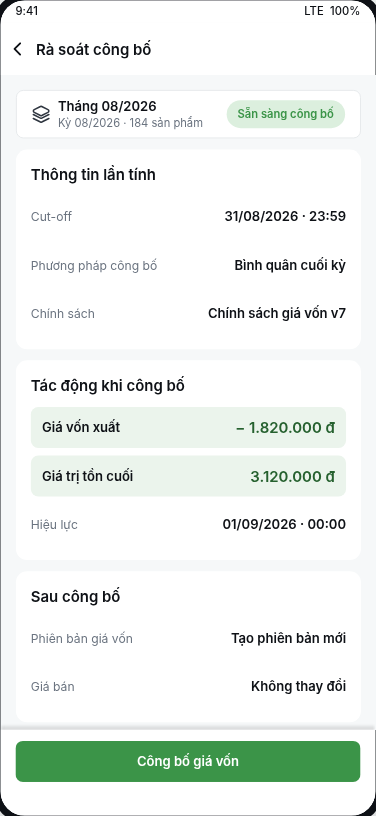 9:41 LTE 100%
Rà soát công bố
Tháng 08/2026
Kỳ 08/2026 · 184 sản phẩm
Sẵn sàng công bố
Thông tin lần tính
Cut-off 31/08/2026 · 23:59
Phương pháp công bố Bình quân cuối kỳ
Chính sách Chính sách giá vốn v7
Tác động khi công bố
Giá vốn xuất − 1.820.000 đ
Giá trị tồn cuối 3.120.000 đ
Hiệu lực 01/09/2026 · 00:00
Sau công bố
Phiên bản giá vốn Tạo phiên bản mới
Giá bán Không thay đổi
Công bố giá vốn